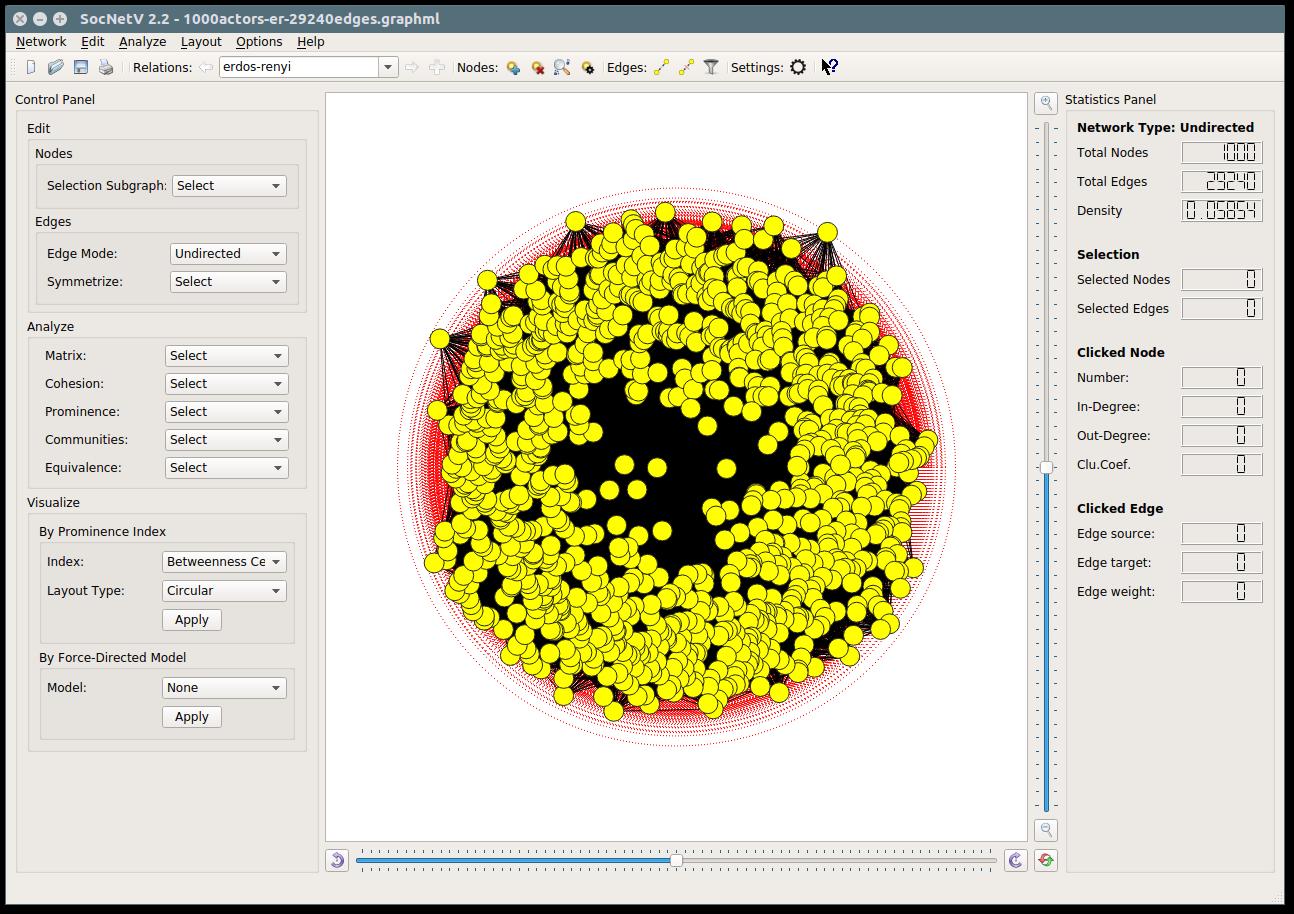 SocNetV 2.2 - 1000actors-er-29240edges.graphml
Network Edit Analyze Layout Options Help
Relations: erdos-renyi Nodes: Edges: Settings:
Control Panel
Edit
Nodes
Selection Subgraph: Select
Edges
Edge Mode: Undirected
Symmetrize: Select
Analyze
Matrix: Select
Cohesion: Select
Prominence: Select
Communities: Select
Equivalence: Select
Visualize
By Prominence Index
Index: Betweenness Ce
Layout Type: Circular
Apply
By Force-Directed Model
Model: None
Apply
Statistics Panel
Network Type: Undirected
Total Nodes 1000
Total Edges 29240
Density 0.05854
Selection
Selected Nodes 0
Selected Edges 0
Clicked Node
Number: 0
In-Degree: 0
Out-Degree: 0
Clu.Coef. 0
Clicked Edge
Edge source: 0
Edge target: 0
Edge weight: 0